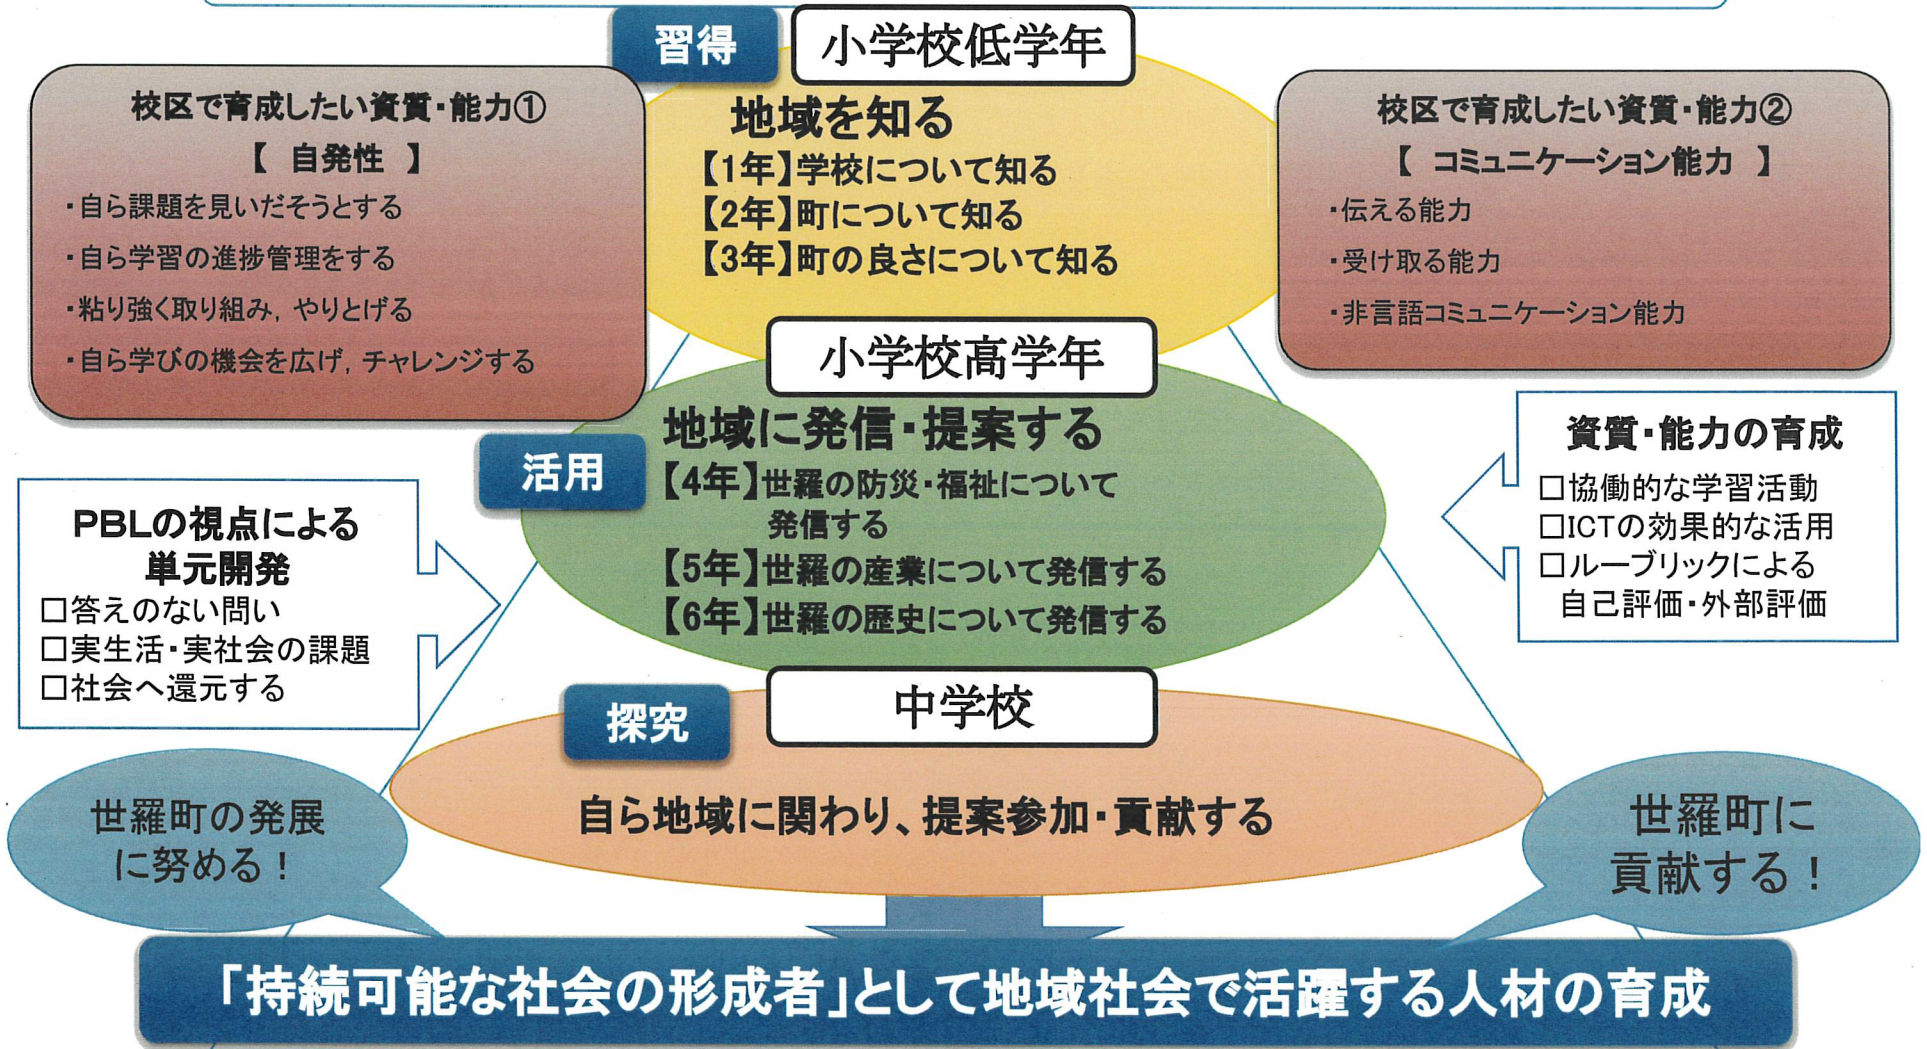 習得
小学校低学年
地域を知る
【1年】学校について知る
【2年】町について知る
【3年】町の良さについて知る
校区で育成したい資質・能力①
【 自発性 】
・自ら課題を見いだそうとする
・自ら学習の進捗管理をする
・粘り強く取り組み，やりとげる
・自ら学びの機会を広げ，チャレンジする
校区で育成したい資質・能力②
【 コミュニケーション能力 】
・伝える能力
・受け取る能力
・非言語コミュニケーション能力
小学校高学年
活用
地域に発信・提案する
【4年】世羅の防災・福祉について
発信する
【5年】世羅の産業について発信する
【6年】世羅の歴史について発信する
PBLの視点による
単元開発
□答えのない問い
□実生活・実社会の課題
□社会へ還元する
資質・能力の育成
□協働的な学習活動
□ICTの効果的な活用
□ルーブリックによる
自己評価・外部評価
探究
中学校
自ら地域に関わり、提案参加・貢献する
世羅町の発展
に努める！
世羅町に
貢献する！
「持続可能な社会の形成者」として地域社会で活躍する人材の育成